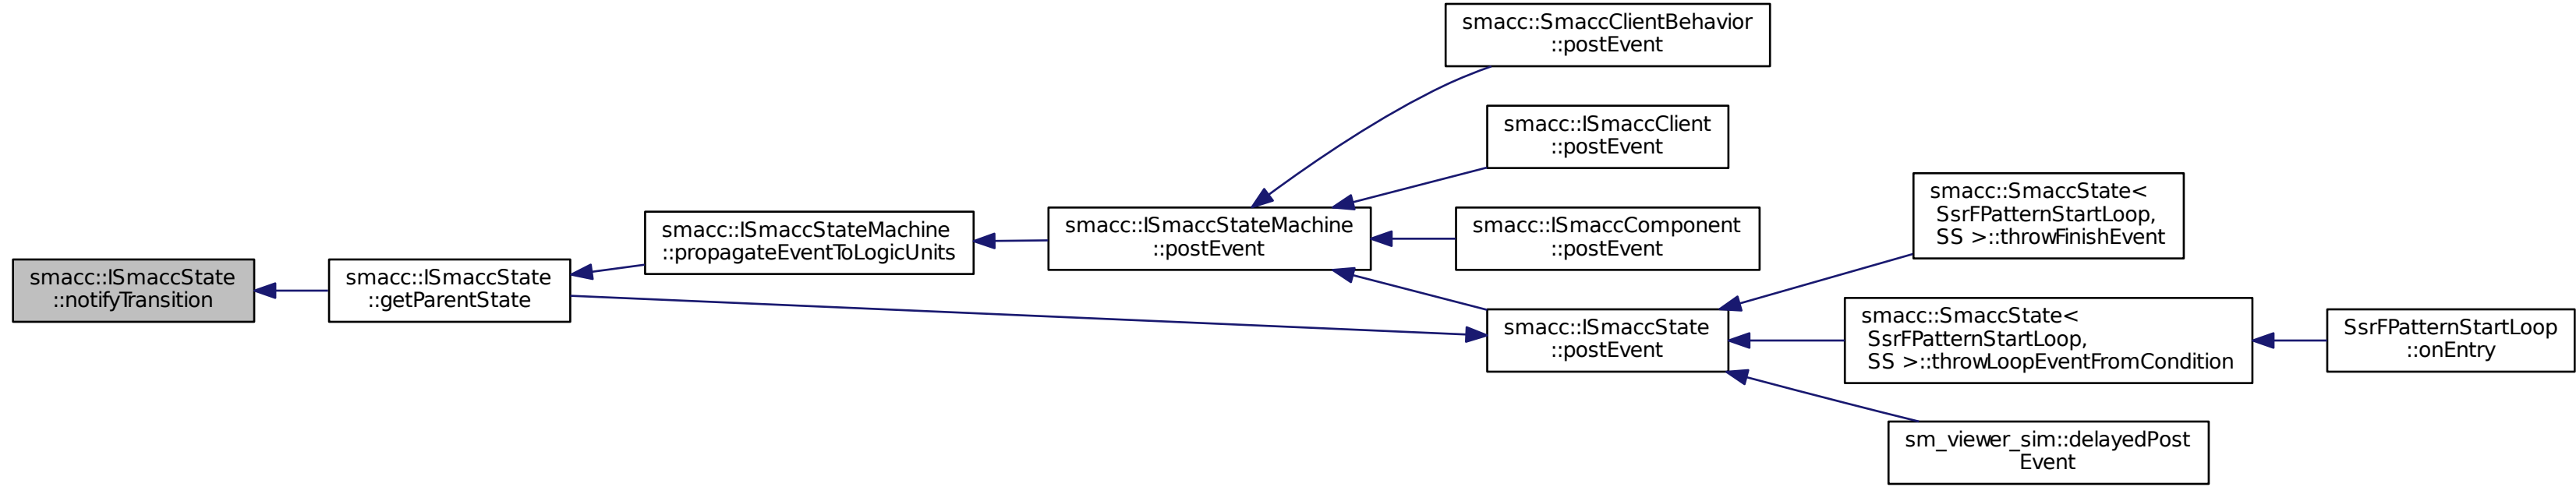 smacc::SmaccClientBehavior
::postEvent
smacc::ISmaccClient
::postEvent
smacc::SmaccState<
SsrFPatternStartLoop,
SS >::throwFinishEvent
smacc::ISmaccStateMachine
::propagateEventToLogicUnits
smacc::ISmaccStateMachine
::postEvent
smacc::ISmaccComponent
::postEvent
smacc::ISmaccState
::notifyTransition
smacc::ISmaccState
::getParentState
smacc::ISmaccState
::postEvent
smacc::SmaccState<
SsrFPatternStartLoop,
SS >::throwLoopEventFromCondition
SsrFPatternStartLoop
::onEntry
sm_viewer_sim::delayedPost
Event